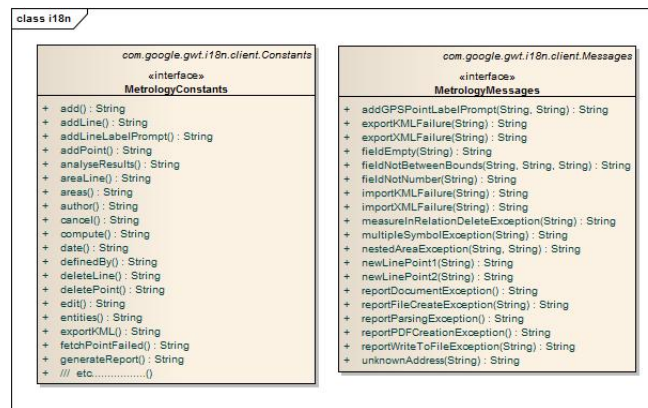 class i18n
com.google.gwt.i18n.client.Constants
«interface»
MetrologyConstants
+ add() : String
+ addLine() : String
+ addLineLabelPrompt() : String
+ addPoint() : String
+ analyseResults() : String
+ areaLine() : String
+ areas() : String
+ author() : String
+ cancel() : String
+ compute() : String
+ date() : String
+ definedBy() : String
+ deleteLine() : String
+ deletePoint() : String
+ edit() : String
+ entities() : String
+ exportKML() : String
+ fetchPointFailed() : String
+ generateReport() : String
+ /// etc................()
com.google.gwt.i18n.client.Messages
«interface»
MetrologyMessages
+ addGPSPointLabelPrompt(String, String) : String
+ exportKMLFailure(String) : String
+ exportXMLFailure(String) : String
+ fieldEmpty(String) : String
+ fieldNotBetweenBounds(String, String, String) : String
+ fieldNotNumber(String) : String
+ importKMLFailure(String) : String
+ importXMLFailure(String) : String
+ measureInRelationDeleteException(String) : String
+ multipleSymbolException(String) : String
+ nestedAreaException(String, String) : String
+ newLinePoint1(String) : String
+ newLinePoint2(String) : String
+ reportDocumentException() : String
+ reportFileCreateException(String) : String
+ reportParsingException() : String
+ reportPDFCreationException() : String
+ reportWriteToFileException(String) : String
+ unknownAddress(String) : String